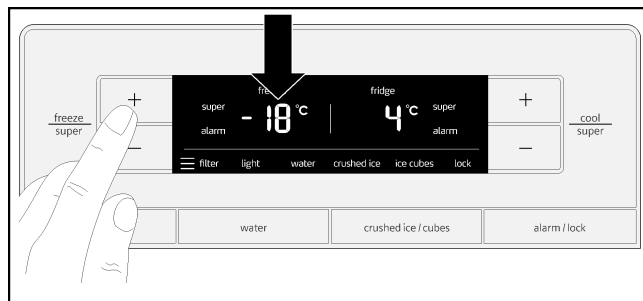 fre
fridge
super
alarm
-18 °C
4 °C
super
alarm
filter
light
water
crushed ice
ice cubes
lock
freeze
super
+
−
+
−
cool
super
water
crushed ice / cubes
alarm / lock